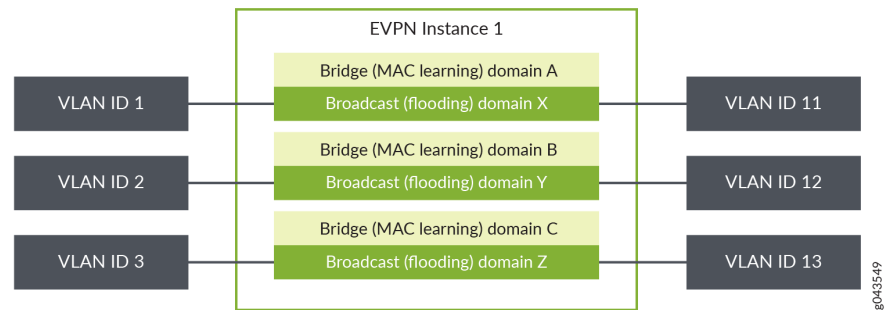 EVPN Instance 1
Bridge (MAC learning) domain A
VLAN ID 1
Broadcast (flooding) domain X
VLAN ID 11
Bridge (MAC learning) domain B
VLAN ID 2
Broadcast (flooding) domain Y
VLAN ID 12
Bridge (MAC learning) domain C
VLAN ID 3
Broadcast (flooding) domain Z
VLAN ID 13
g043549